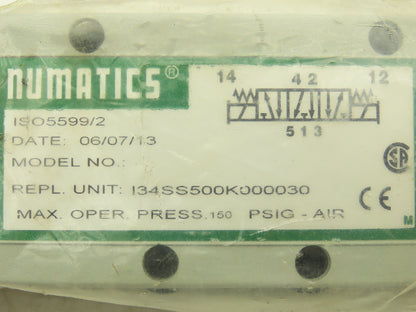 NUMATICS®
14 4 2 12
5 1 3
ISO5599/2
DATE: 06/07/13
MODEL NO.:
REPL. UNIT: I34SS500K000030
MAX. OPER. PRESS. 150 PSIG - AIR
SA
CE
M